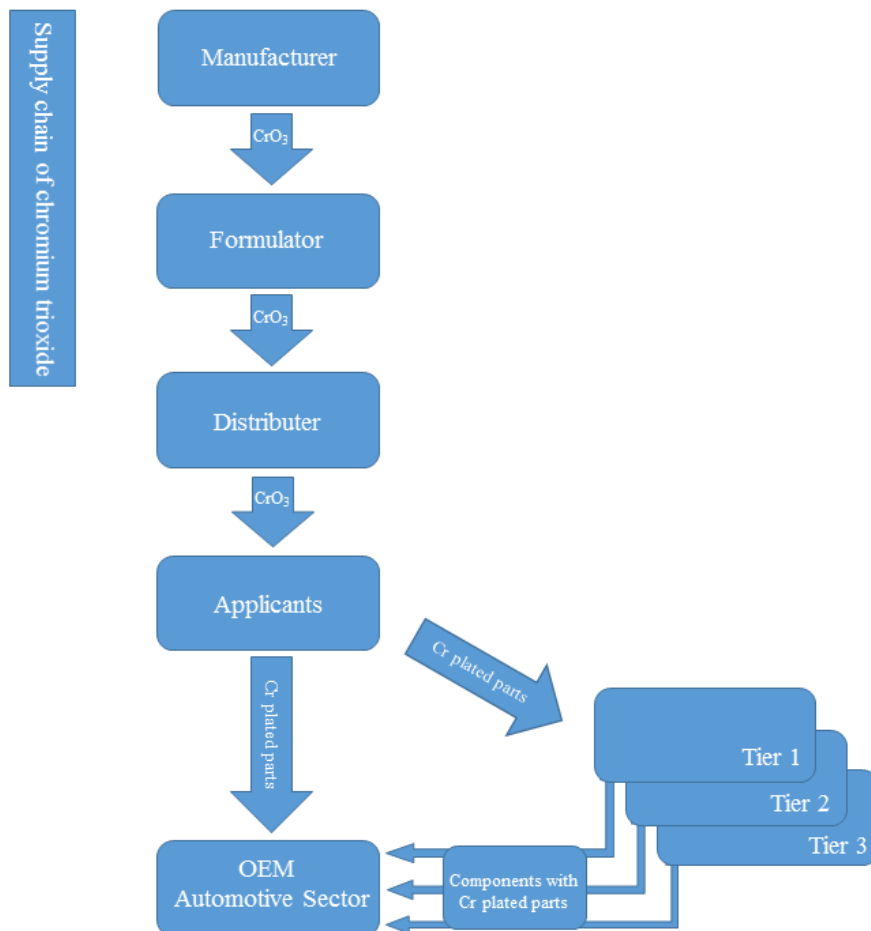 Supply chain of chromium trioxide
Manufacturer
CrO₃
Formulator
CrO₃
Distributer
CrO₃
Applicants
Cr plated parts
Cr plated parts
Tier 1
Tier 2
Tier 3
OEM
Automotive Sector
Components with
Cr plated parts